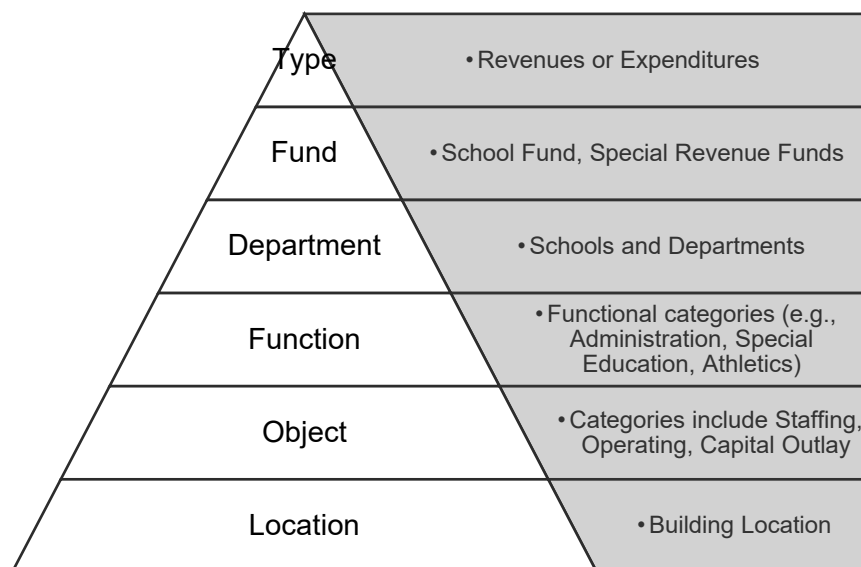 Type
• Revenues or Expenditures
Fund
• School Fund, Special Revenue Funds
Department
• Schools and Departments
Function
• Functional categories (e.g.,
Administration, Special
Education, Athletics)
Object
• Categories include Staffing,
Operating, Capital Outlay
Location
• Building Location